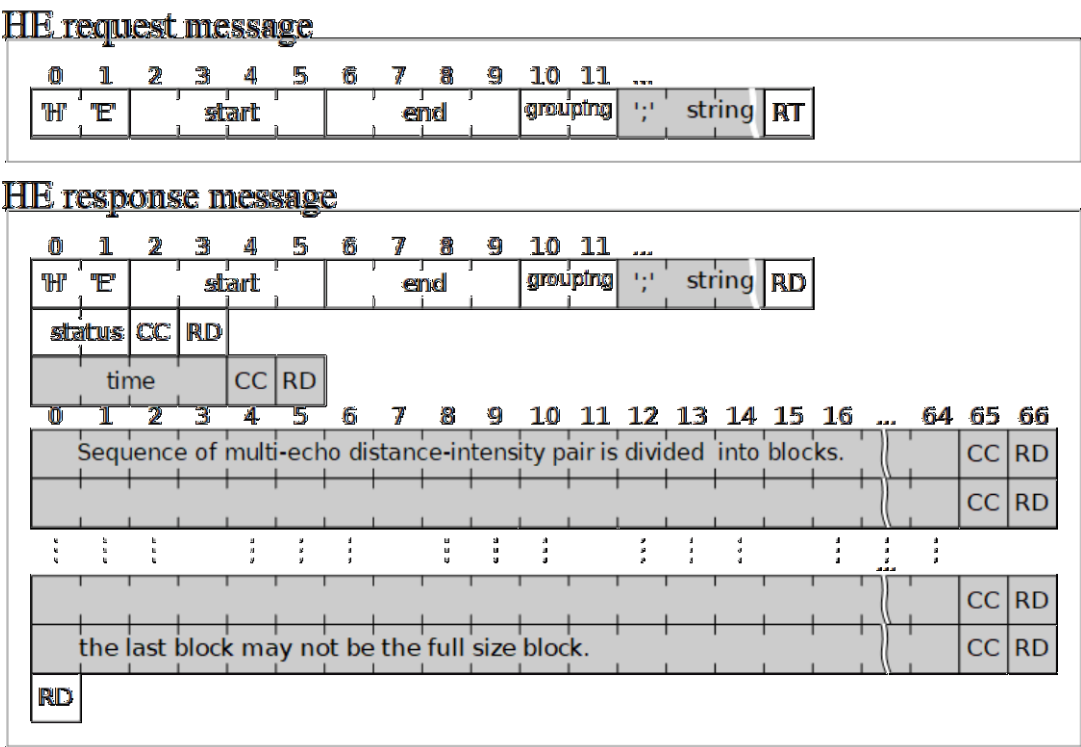 HE request message
0 1 2 3 4 5 6 7 8 9 10 11 ...
'H' 'E' start end grouping ';' string RT
HE response message
0 1 2 3 4 5 6 7 8 9 10 11 ...
'H' 'E' start end grouping ';' string RD
status CC RD
time CC RD
0 1 2 3 4 5 6 7 8 9 10 11 12 13 14 15 16 ... 64 65 66
Sequence of multi-echo distance-intensity pair is divided into blocks. CC RD
CC RD
...
CC RD
the last block may not be the full size block. CC RD
RD